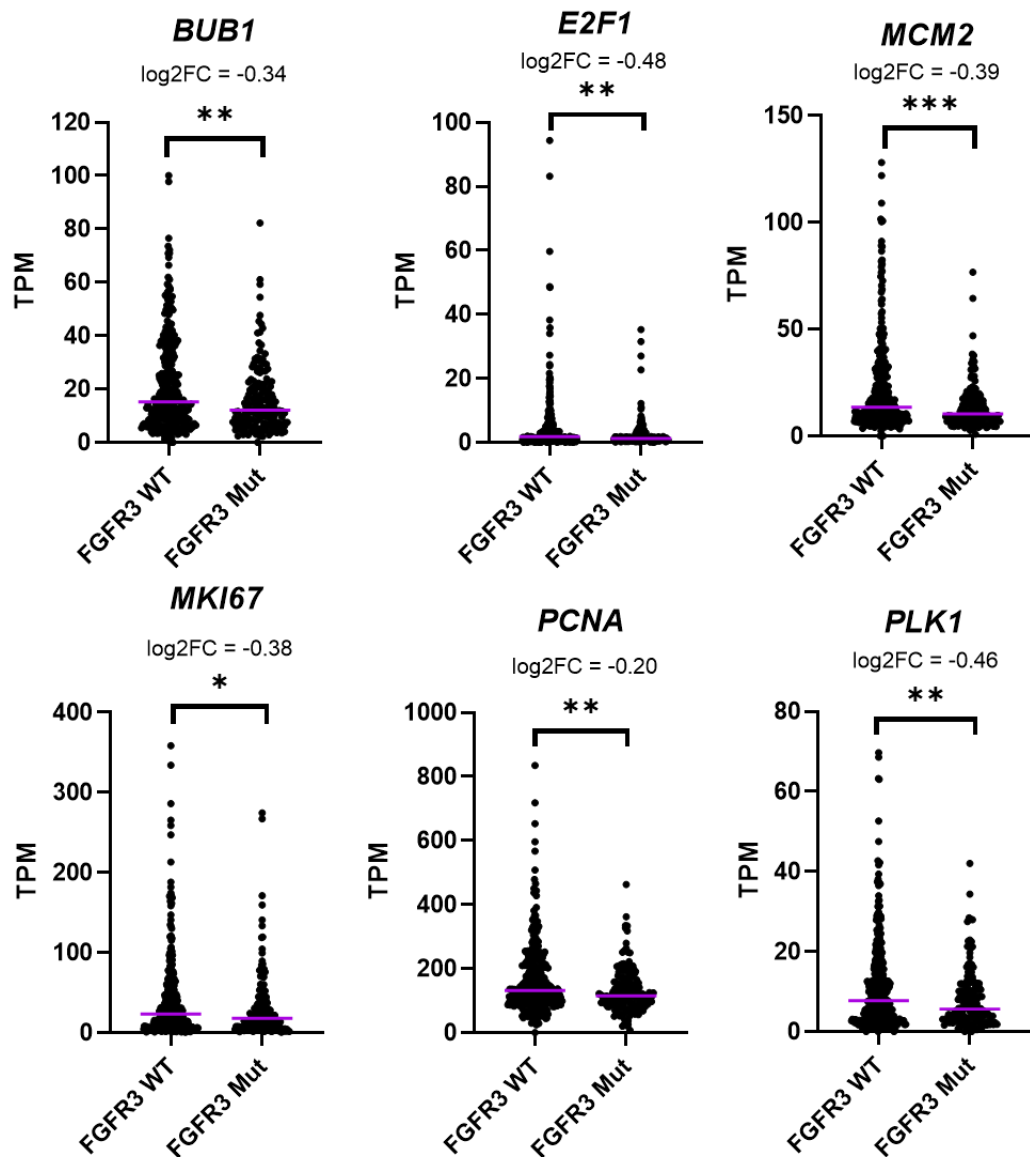 BUB1
log2FC = -0.34
**
120
100
80
60
40
20
0
TPM
FGFR3 WT
FGFR3 Mut
E2F1
log2FC = -0.48
**
100
80
60
40
20
0
TPM
FGFR3 WT
FGFR3 Mut
MCM2
log2FC = -0.39
***
150
100
50
0
TPM
FGFR3 WT
FGFR3 Mut
MKI67
log2FC = -0.38
*
400
300
200
100
0
TPM
FGFR3 WT
FGFR3 Mut
PCNA
log2FC = -0.20
**
1000
800
600
400
200
0
TPM
FGFR3 WT
FGFR3 Mut
PLK1
log2FC = -0.46
**
80
60
40
20
0
TPM
FGFR3 WT
FGFR3 Mut